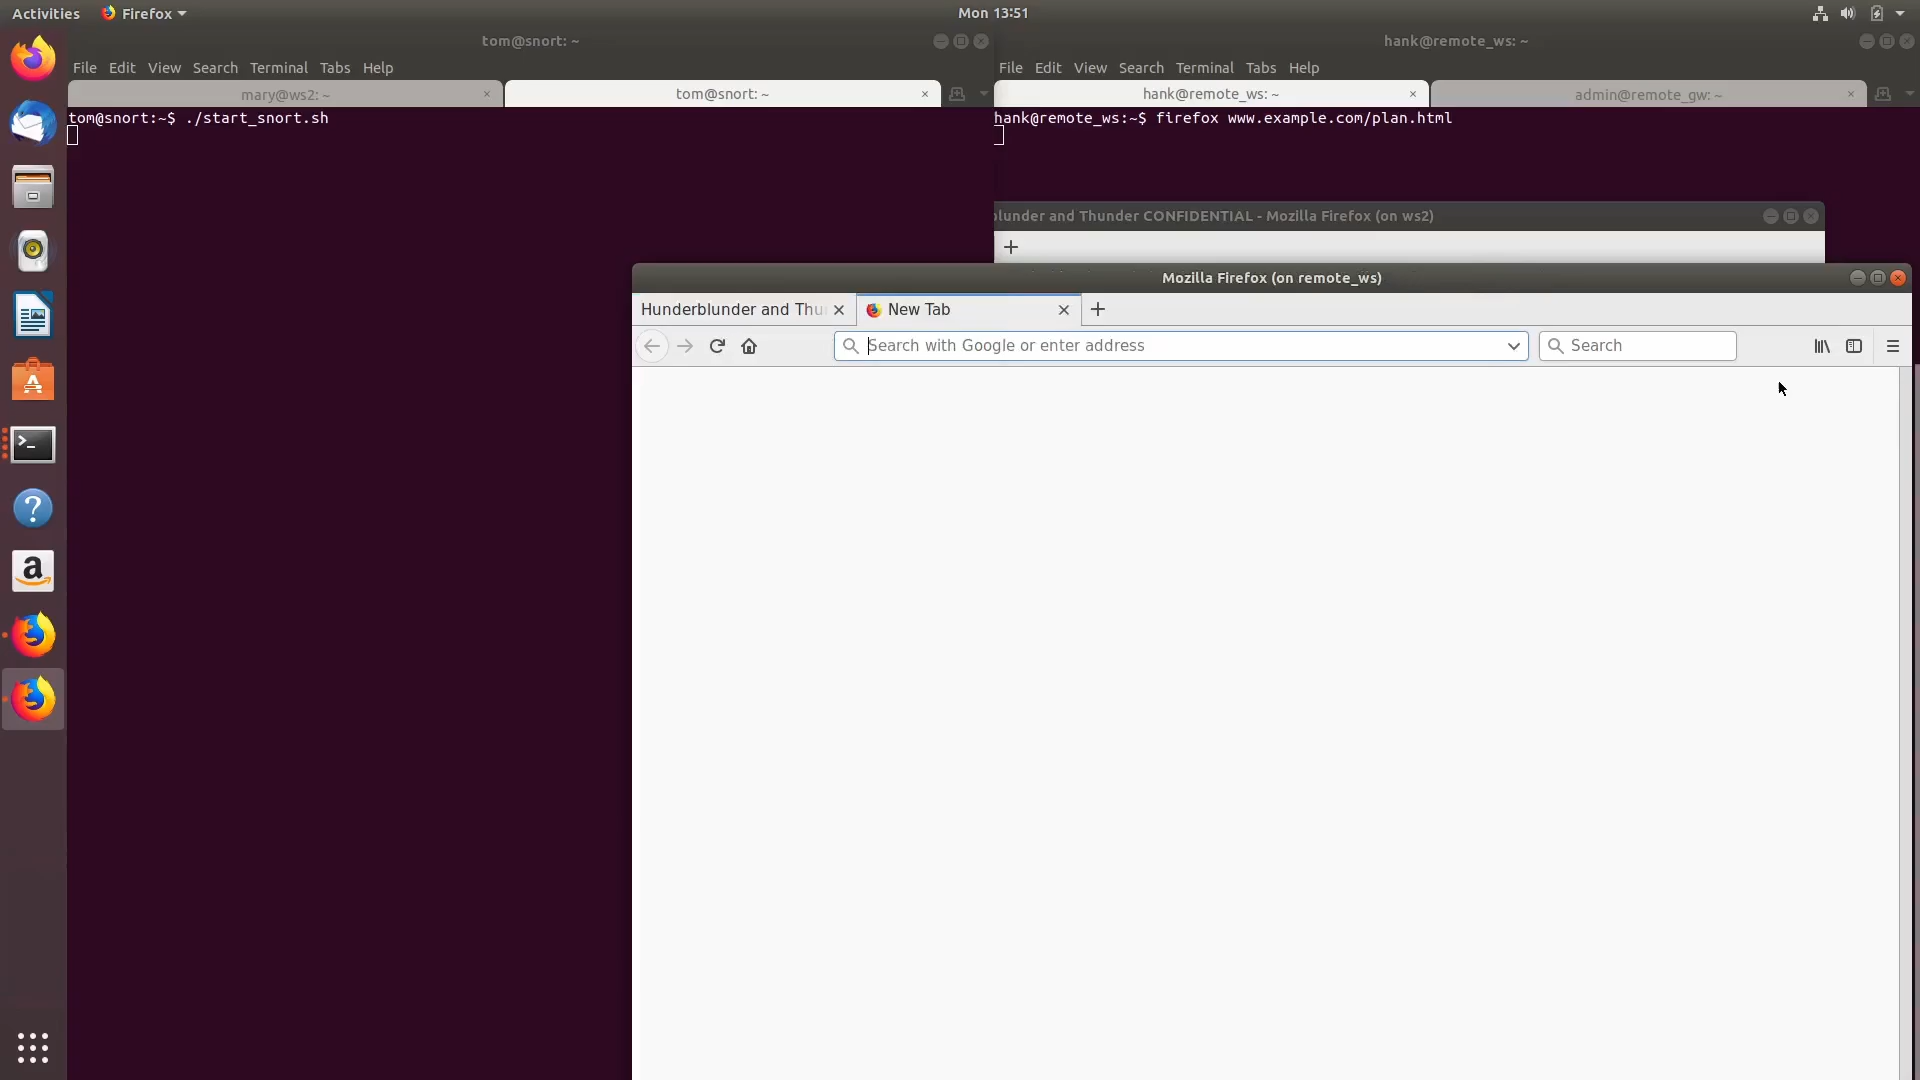 Activities Firefox Mon 13:51
tom@snort: ~
File Edit View Search Terminal Tabs Help
mary@ws2: ~ tom@snort: ~
tom@snort:~$ ./start_snort.sh
hank@remote_ws: ~
File Edit View Search Terminal Tabs Help
hank@remote_ws: ~ admin@remote_gw: ~
hank@remote_ws:~$ firefox www.example.com/plan.html
blunder and Thunder CONFIDENTIAL - Mozilla Firefox (on ws2)
Mozilla Firefox (on remote_ws)
Hunderblunder and Thu New Tab
Search with Google or enter address Search